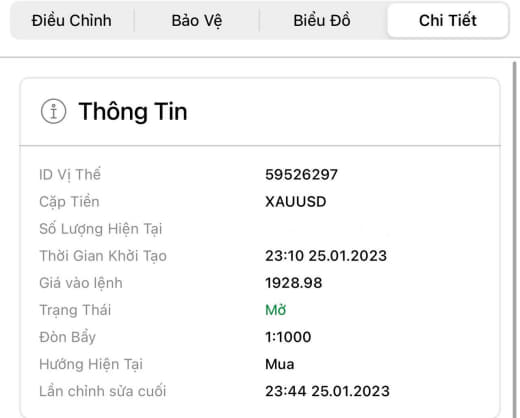 Điều Chỉnh Bảo Vệ Biểu Đồ Chi Tiết
Thông Tin
ID Vị Thế 59526297
Cặp Tiền XAUUSD
Số Lượng Hiện Tại
Thời Gian Khởi Tạo 23:10 25.01.2023
Giá vào lệnh 1928.98
Trạng Thái Mở
Đòn Bẩy 1:1000
Hướng Hiện Tại Mua
Lần chỉnh sửa cuối 23:44 25.01.2023